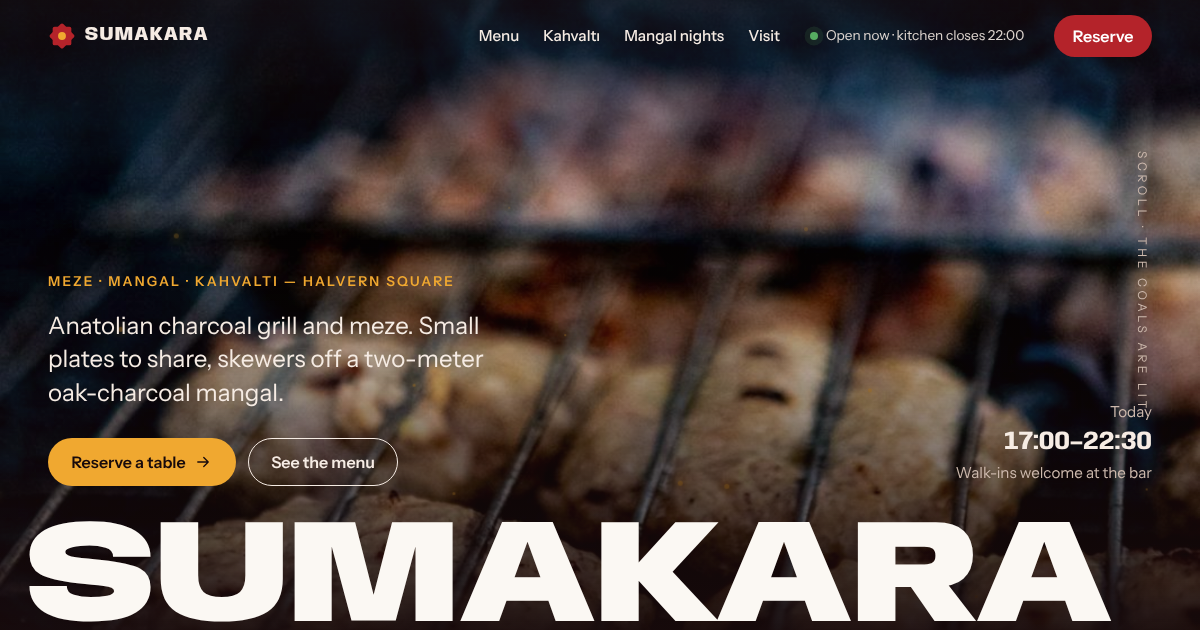 SUMAKARA
Menu
Kahvaltı
Mangal nights
Visit
Open now · kitchen closes 22:00
Reserve
SCROLL · THE COALS ARE LIT
MEZE · MANGAL · KAHVALTI — HALVERN SQUARE
Anatolian charcoal grill and meze. Small
plates to share, skewers off a two-meter
oak-charcoal mangal.
Reserve a table →
See the menu
Today
17:00–22:30
Walk-ins welcome at the bar
SUMAKARA